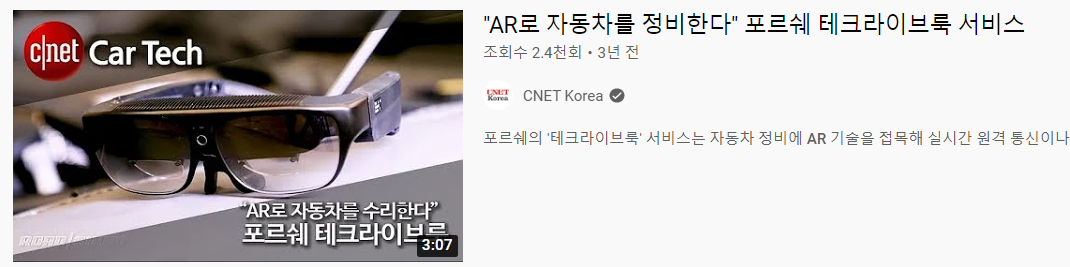 cnet Car Tech
"AR로 자동차를 수리한다"
포르쉐 테크라이브룩
3:07
"AR로 자동차를 정비한다" 포르쉐 테크라이브룩 서비스
조회수 2.4천회 • 3년 전
CNET Korea
CNET Korea
포르쉐의 '테크라이브룩' 서비스는 자동차 정비에 AR 기술을 접목해 실시간 원격 통신이나